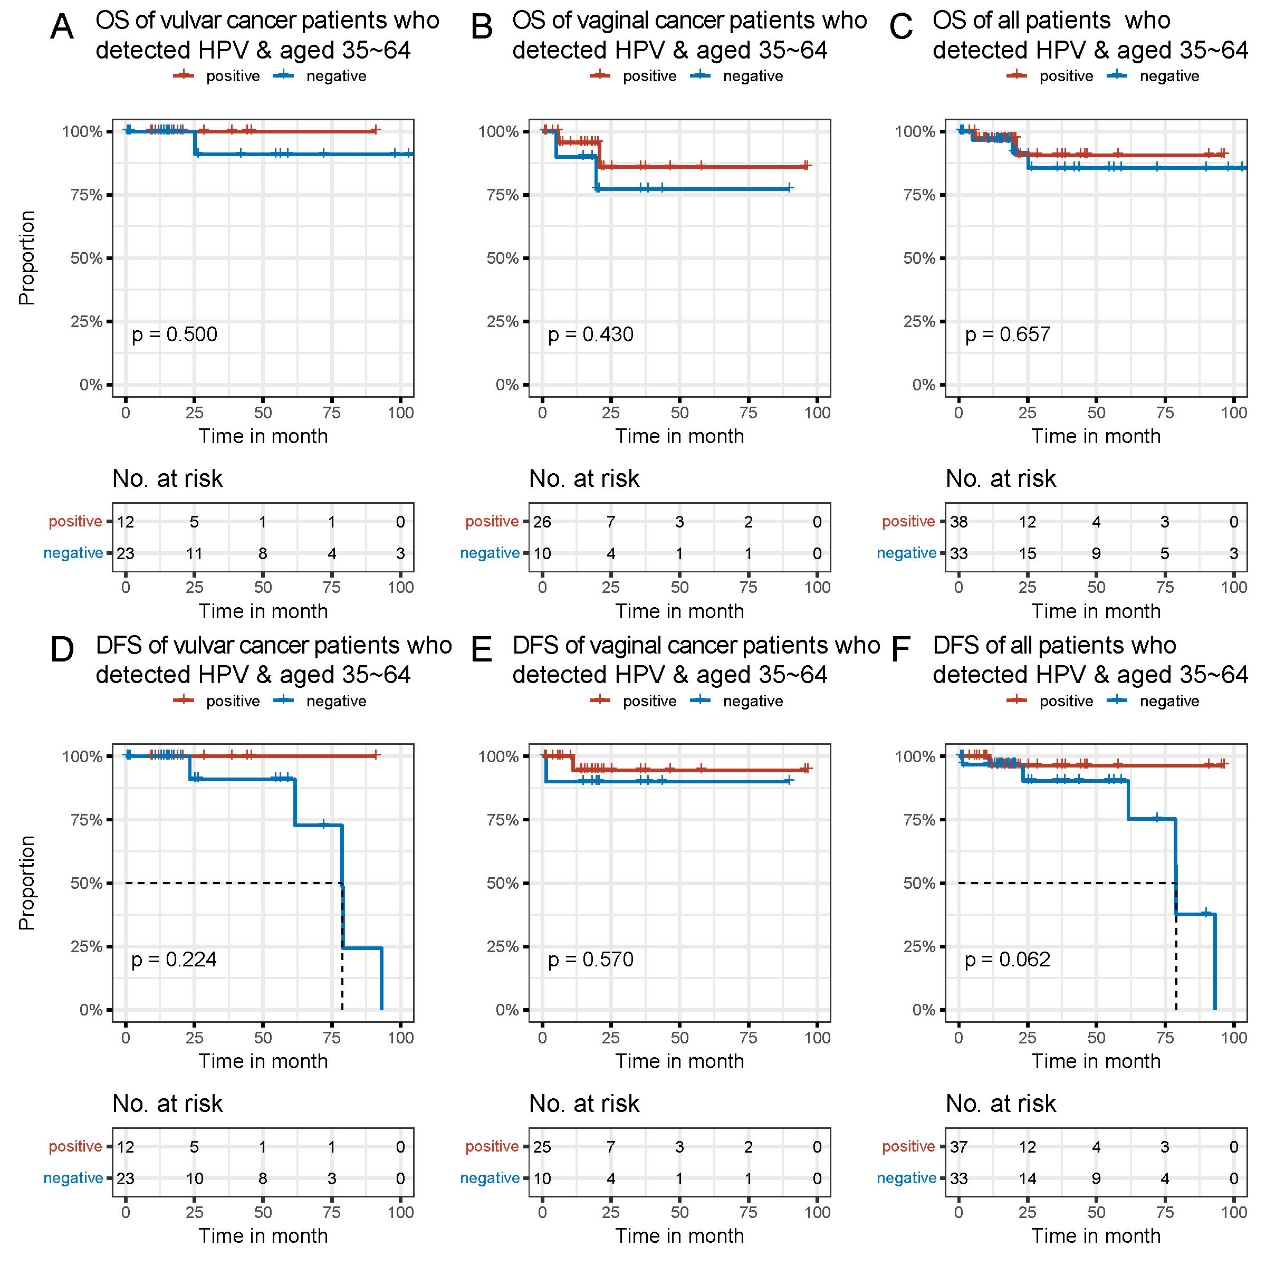 A OS of vulvar cancer patients who detected HPV & aged 35~64
positive negative
100%
75%
50%
25%
0%
Proportion
p = 0.500
0 25 50 75 100
Time in month
No. at risk
positive 12 5 1 1 0
negative 23 11 8 4 3
0 25 50 75 100
Time in month
B OS of vaginal cancer patients who detected HPV & aged 35~64
positive negative
100%
75%
50%
25%
0%
p = 0.430
0 25 50 75 100
Time in month
No. at risk
positive 26 7 3 2 0
negative 10 4 1 1 0
0 25 50 75 100
Time in month
C OS of all patients who detected HPV & aged 35~64
positive negative
100%
75%
50%
25%
0%
p = 0.657
0 25 50 75 100
Time in month
No. at risk
positive 38 12 4 3 0
negative 33 15 9 5 3
0 25 50 75 100
Time in month
D DFS of vulvar cancer patients who detected HPV & aged 35~64
positive negative
100%
75%
50%
25%
0%
Proportion
p = 0.224
0 25 50 75 100
Time in month
No. at risk
positive 12 5 1 1 0
negative 23 10 8 3 0
0 25 50 75 100
Time in month
E DFS of vaginal cancer patients who detected HPV & aged 35~64
positive negative
100%
75%
50%
25%
0%
p = 0.570
0 25 50 75 100
Time in month
No. at risk
positive 25 7 3 2 0
negative 10 4 1 1 0
0 25 50 75 100
Time in month
F DFS of all patients who detected HPV & aged 35~64
positive negative
100%
75%
50%
25%
0%
p = 0.062
0 25 50 75 100
Time in month
No. at risk
positive 37 12 4 3 0
negative 33 14 9 4 0
0 25 50 75 100
Time in month